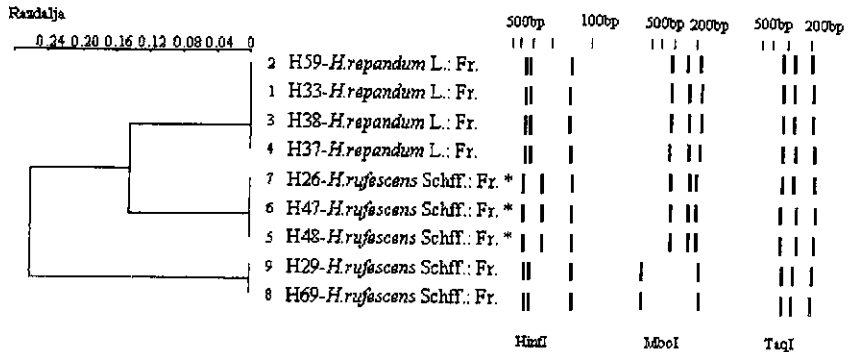 Razdalja
500bp 100bp 500bp 200bp 500bp 200bp
0.24 0.20 0.16 0.12 0.08 0.04 0
2 H59-H.repandum L.: Fr.
1 H33-H.repandum L.: Fr.
3 H38-H.repandum L.: Fr.
4 H37-H.repandum L.: Fr.
7 H26-H.rufescens Schff.: Fr. *
6 H47-H.rufescens Schff.: Fr. *
5 H48-H.rufescens Schff.: Fr. *
9 H29-H.rufescens Schff.: Fr.
8 H69-H.rufescens Schff.: Fr.
HinfI MboI TaqI